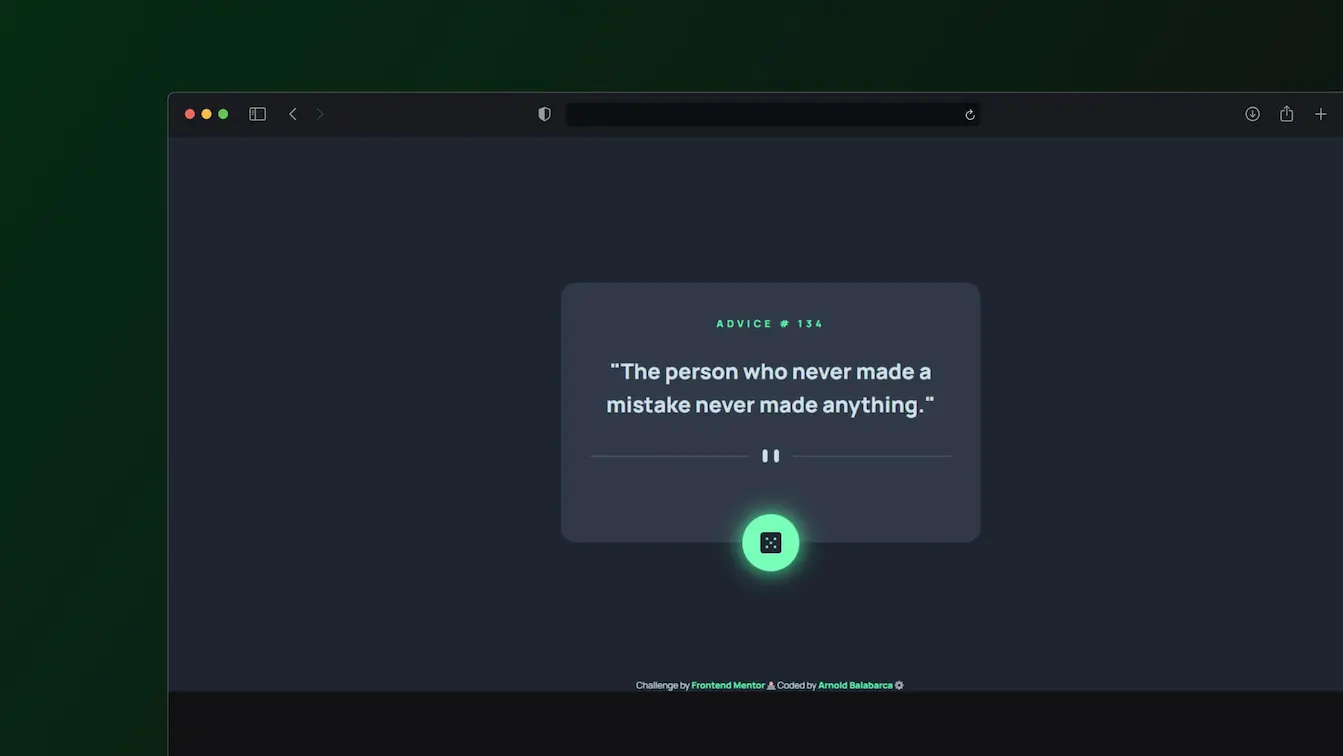 ADVICE # 134
"The person who never made a
mistake never made anything."
Challenge by Frontend Mentor Coded by Arnold Balabarca